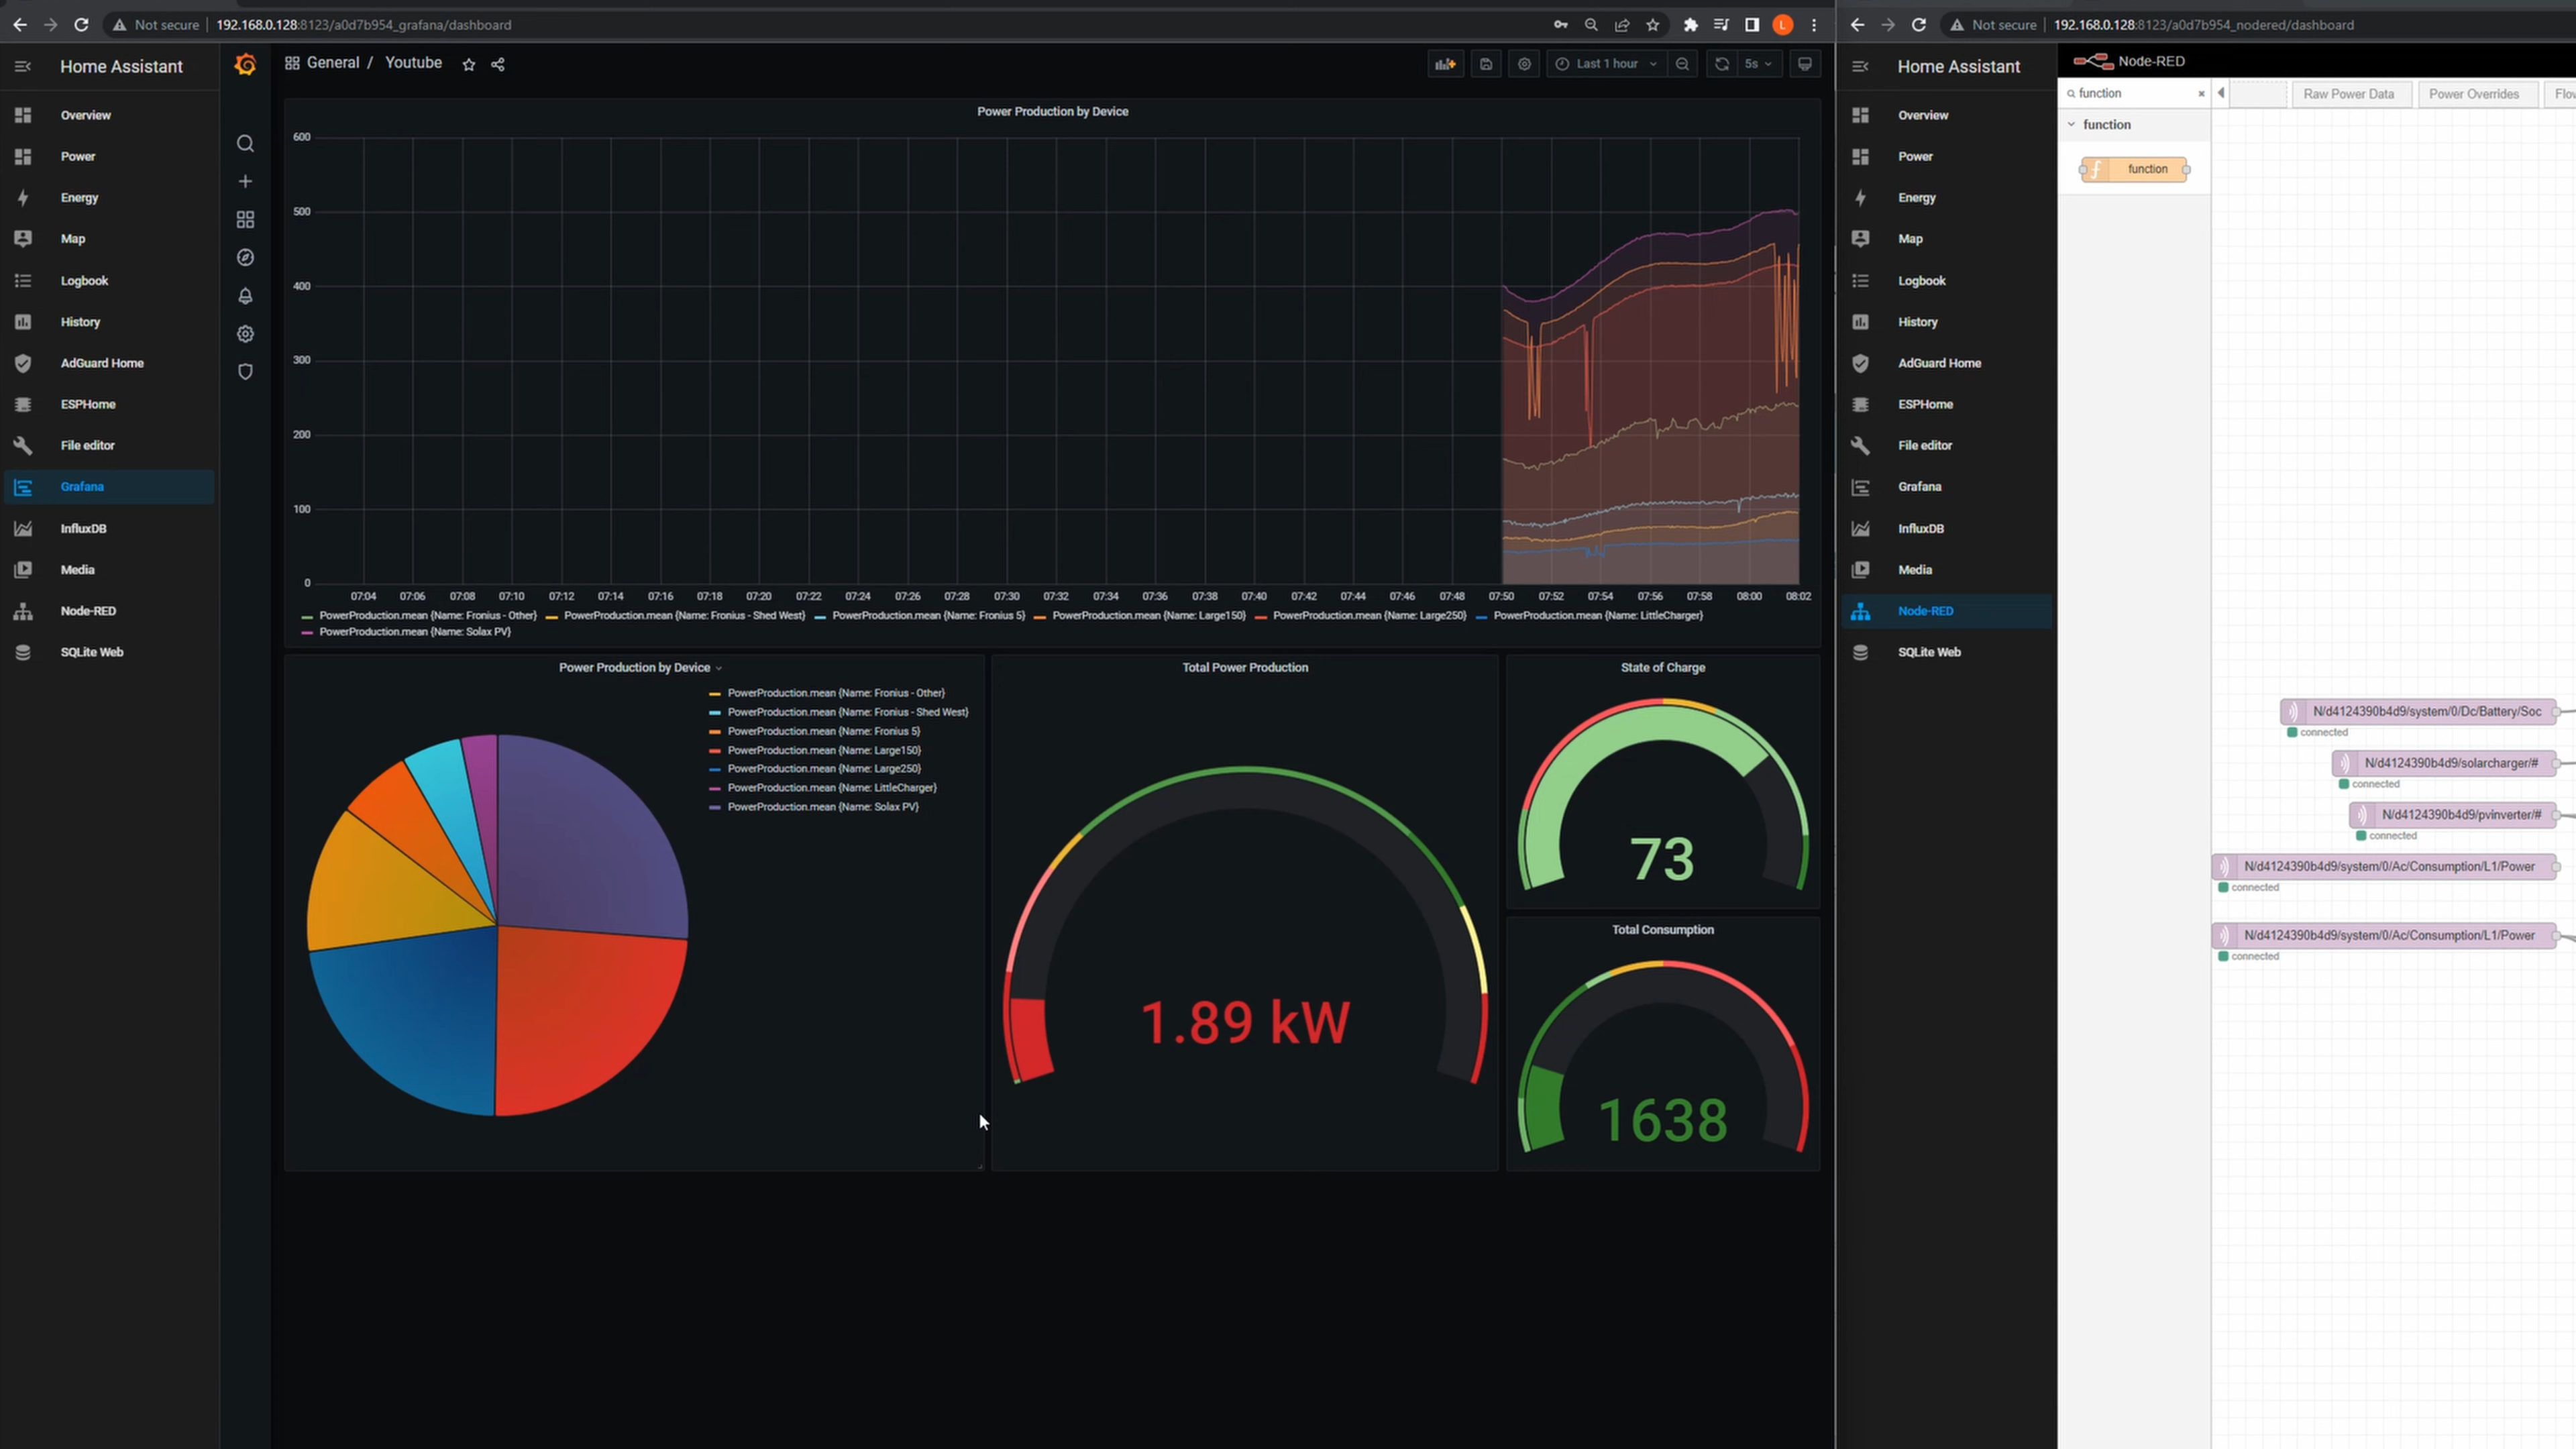 Not secure | 192.168.0.128:8123/a0d7b954_grafana/dashboard
L
Home Assistant
Overview
Power
Energy
Map
Logbook
History
AdGuard Home
ESPHome
File editor
Grafana
InfluxDB
Media
Node-RED
SQLite Web
General / Youtube
Last 1 hour
5s
Power Production by Device
600
500
400
300
200
100
0
07:04 07:06 07:08 07:10 07:12 07:14 07:16 07:18 07:20 07:22 07:24 07:26 07:28 07:30 07:32 07:34 07:36 07:38 07:40 07:42 07:44 07:46 07:48 07:50 07:52 07:54 07:56 07:58 08:00 08:02
PowerProduction.mean {Name: Fronius - Other} PowerProduction.mean {Name: Fronius - Shed West} PowerProduction.mean {Name: Fronius 5} PowerProduction.mean {Name: Large150} PowerProduction.mean {Name: Large250} PowerProduction.mean {Name: LittleCharger}
PowerProduction.mean {Name: Solax PV}
Power Production by Device
PowerProduction.mean {Name: Fronius - Other}
PowerProduction.mean {Name: Fronius - Shed West}
PowerProduction.mean {Name: Fronius 5}
PowerProduction.mean {Name: Large150}
PowerProduction.mean {Name: Large250}
PowerProduction.mean {Name: LittleCharger}
PowerProduction.mean {Name: Solax PV}
Total Power Production
1.89 kW
State of Charge
73
Total Consumption
1638
Not secure | 192.168.0.128:8123/a0d7b954_nodered/dashboard
Home Assistant
Overview
Power
Energy
Map
Logbook
History
AdGuard Home
ESPHome
File editor
Grafana
InfluxDB
Media
Node-RED
SQLite Web
Node-RED
function
Raw Power Data
Power Overrides
Flo
function
function
N/d4124390b4d9/system/0/Dc/Battery/Soc
connected
N/d4124390b4d9/solarcharger/#
connected
N/d4124390b4d9/pvinverter/#
connected
N/d4124390b4d9/system/0/Ac/Consumption/L1/Power
connected
N/d4124390b4d9/system/0/Ac/Consumption/L1/Power
connected